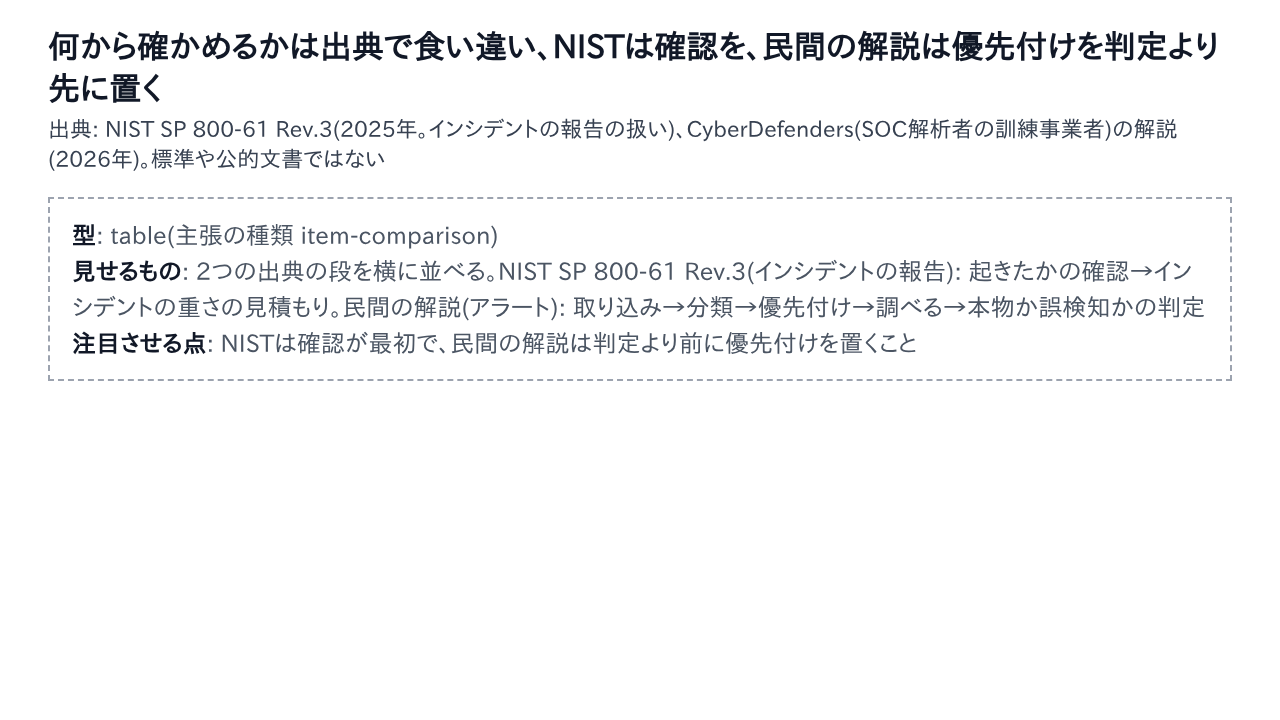 何から確かめるかは出典で食い違い、NISTは確認を、民間の解説は優先付けを判定より
先に置く
出典: NIST SP 800-61 Rev.3(2025年。インシデントの報告の扱い)、CyberDefenders(SOC解析者の訓練事業者)の解説
(2026年)。標準や公的文書ではない
型: table(主張の種類 item-comparison)
見せるもの: 2つの出典の段を横に並べる。NIST SP 800-61 Rev.3(インシデントの報告): 起きたかの確認→イン
シデントの重さの見積もり。民間の解説(アラート): 取り込み→分類→優先付け→調べる→本物か誤検知かの判定
注目させる点: NISTは確認が最初で、民間の解説は判定より前に優先付けを置くこと